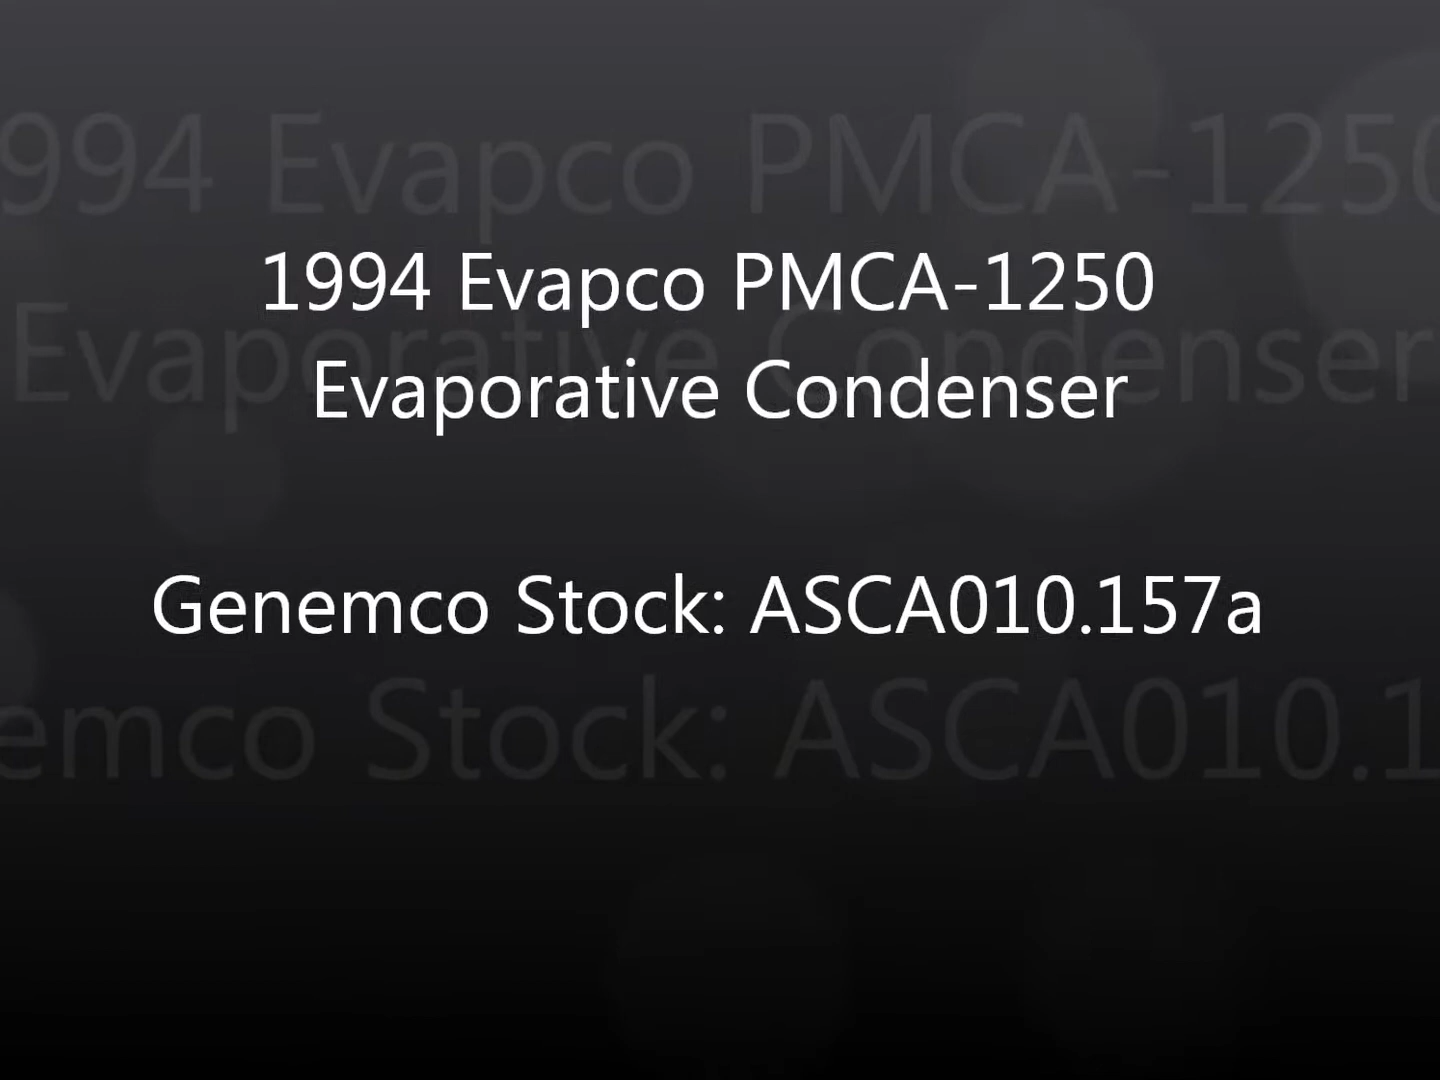 1994 Evapco PMCA-1250
Evaporative Condenser
Genemco Stock: ASCA010.157a